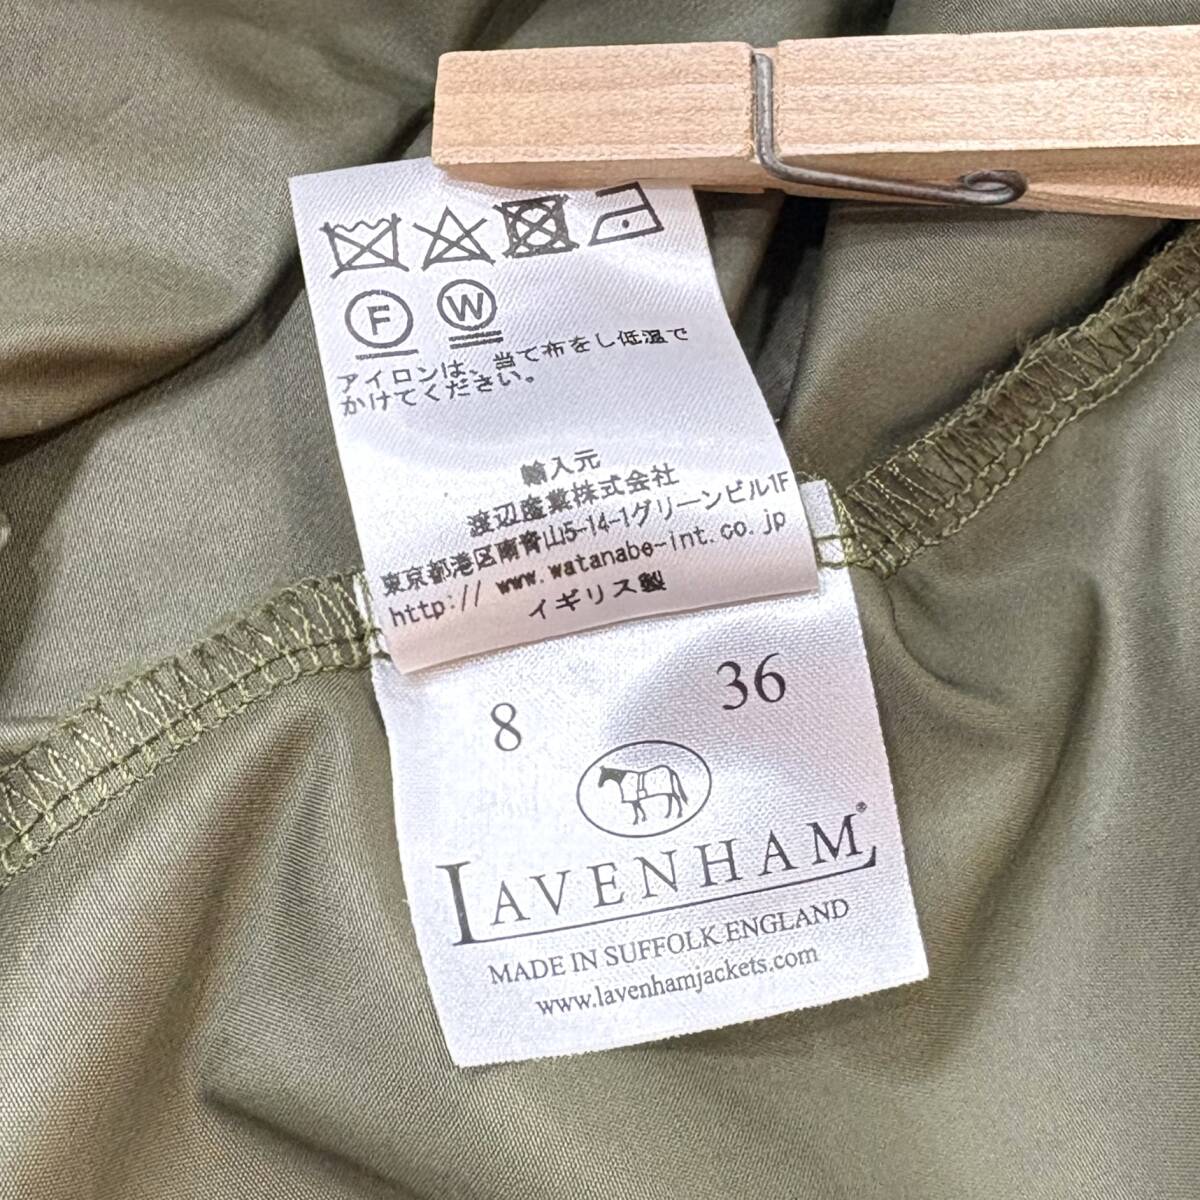 F W
アイロンは、当て布をし低温で
かけてください。
輸入元
渡辺産業株式会社
東京都港区南青山5-14-1グリーンビル1F
http:// www.watanabe-int.co.jp
イギリス製
8 36
LAVENHAM®
MADE IN SUFFOLK ENGLAND
www.lavenhamjackets.com